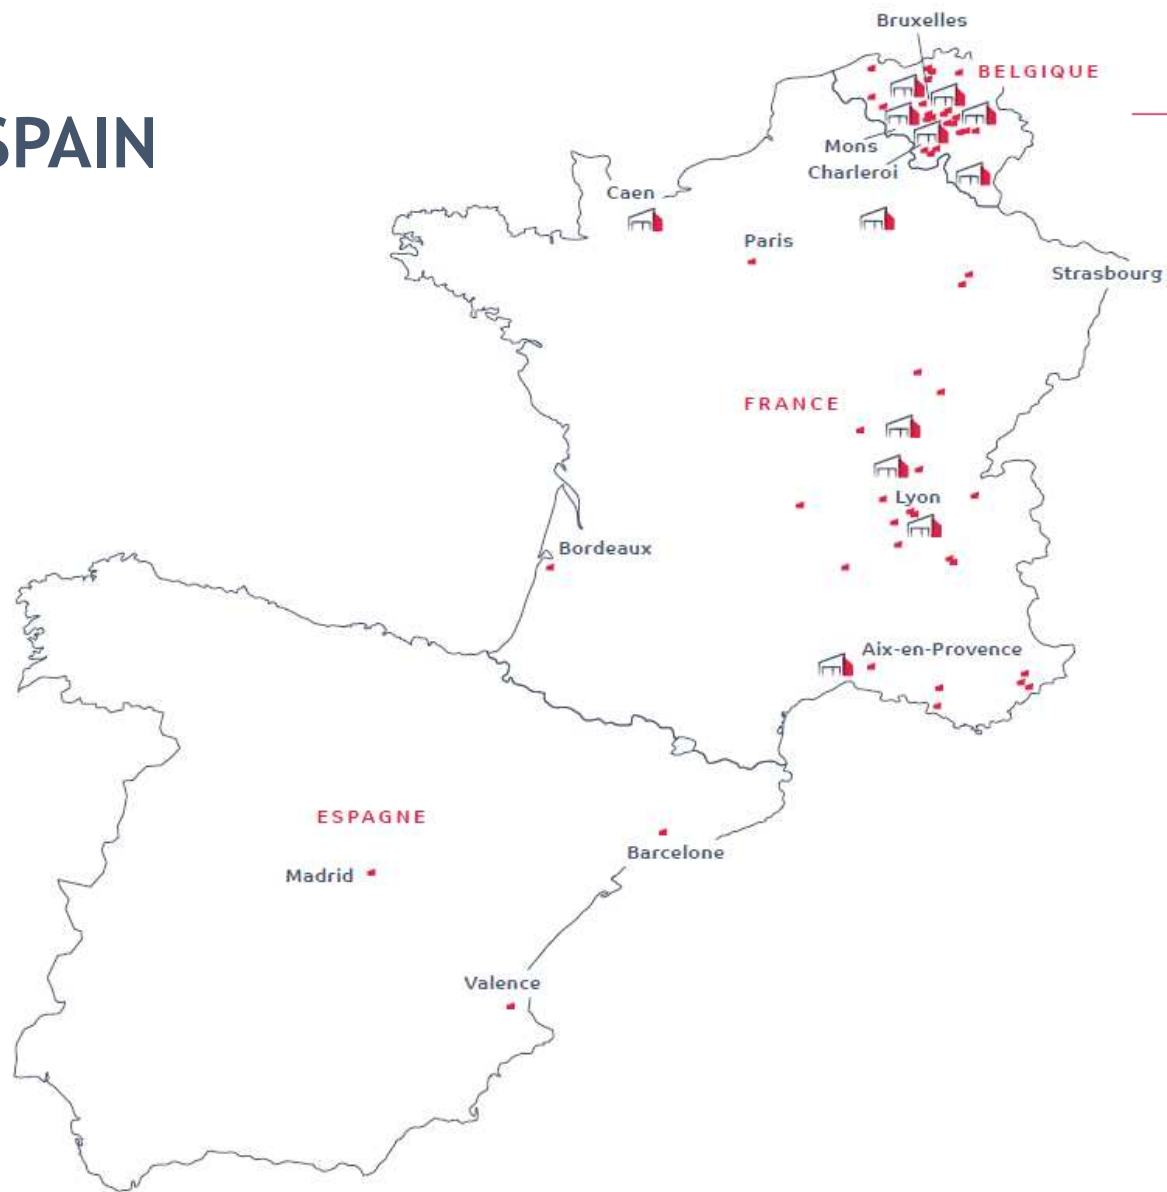 Bruxelles
BELGIQUE
SPAIN
Mons
Charleroi
Caen
Paris
Strasbourg
FRANCE
Lyon
Bordeaux
Aix-en-Provence
ESPAGNE
Barcelone
Madrid
Valence